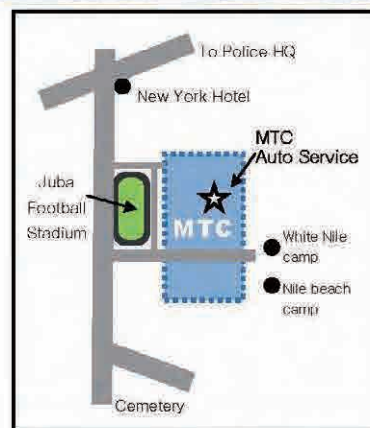 To Police HQ
New York Hotel
MTC
Auto Service
Juba
Football
Stadium
MTC
White Nile
camp
Nile beach
camp
Cemetery